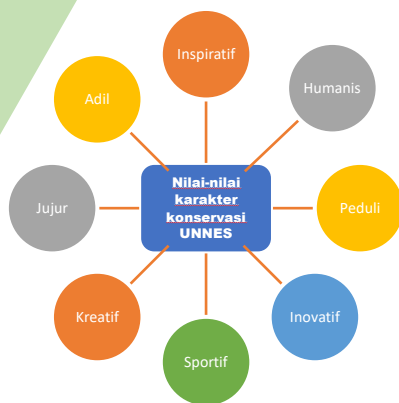 Inspiratif
Humanis
Adil
Nilai-nilai
karakter
konservasi
UNNES
Jujur
Peduli
Kreatif
Inovatif
Sportif